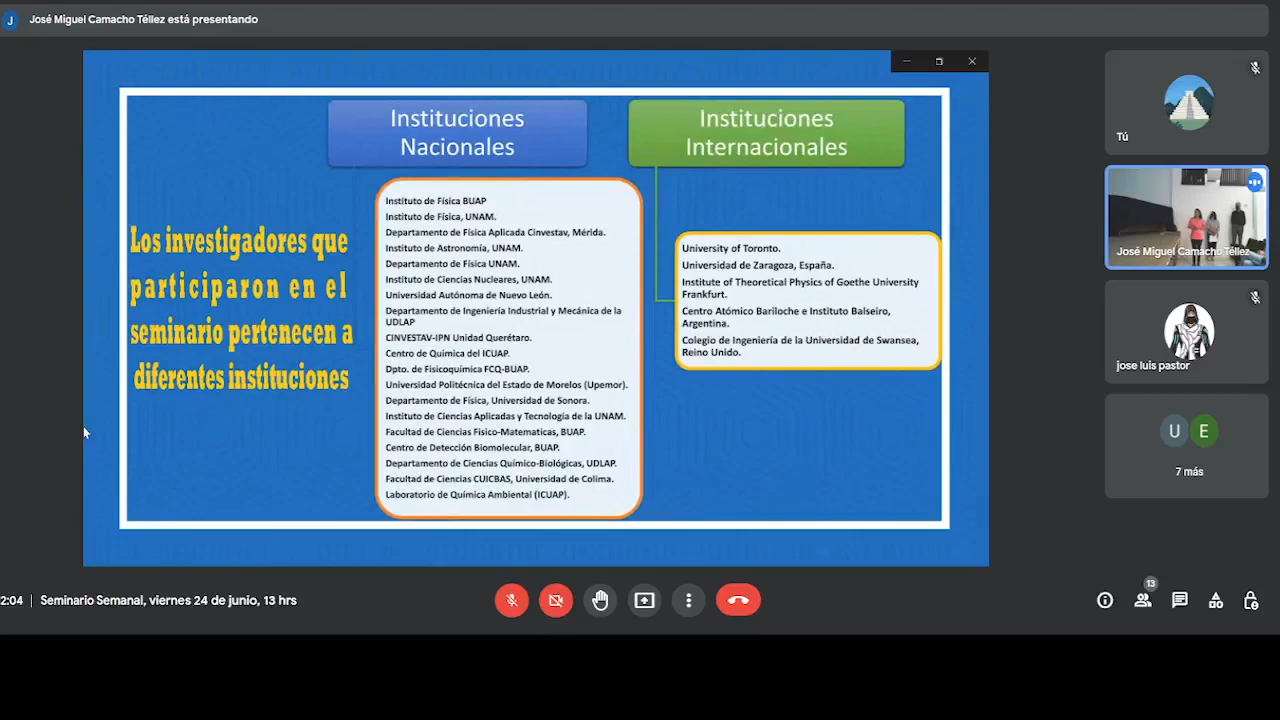 J José Miguel Camacho Téllez está presentando
Instituciones
Nacionales
Instituciones
Internacionales
Los investigadores que
participaron en el
seminario pertenecen a
diferentes instituciones
Instituto de Física BUAP
Instituto de Física, UNAM.
Departamento de Física Aplicada Cinvestav, Mérida.
Instituto de Astronomía, UNAM.
Departamento de Física UNAM.
Instituto de Ciencias Nucleares, UNAM.
Universidad Autónoma de Nuevo León.
Departamento de Ingeniería Industrial y Mecánica de la
UDLAP
CINVESTAV-IPN Unidad Querétaro.
Centro de Química del ICUAP.
Dpto. de Fisicoquímica FCQ-BUAP.
Universidad Politécnica del Estado de Morelos (Upemor).
Departamento de Física, Universidad de Sonora.
Instituto de Ciencias Aplicadas y Tecnología de la UNAM.
Facultad de Ciencias Fisico-Matematicas, BUAP.
Centro de Detección Biomolecular, BUAP.
Departamento de Ciencias Químico-Biológicas, UDLAP.
Facultad de Ciencias CUICBAS, Universidad de Colima.
Laboratorio de Química Ambiental (ICUAP).
University of Toronto.
Universidad de Zaragoza, España.
Institute of Theoretical Physics of Goethe University
Frankfurt.
Centro Atómico Bariloche e Instituto Balseiro,
Argentina.
Colegio de Ingeniería de la Universidad de Swansea,
Reino Unido.
Tú
José Miguel Camacho Téllez
jose luis pastor
U E
7 más
2:04 | Seminario Semanal, viernes 24 de junio, 13 hrs
13